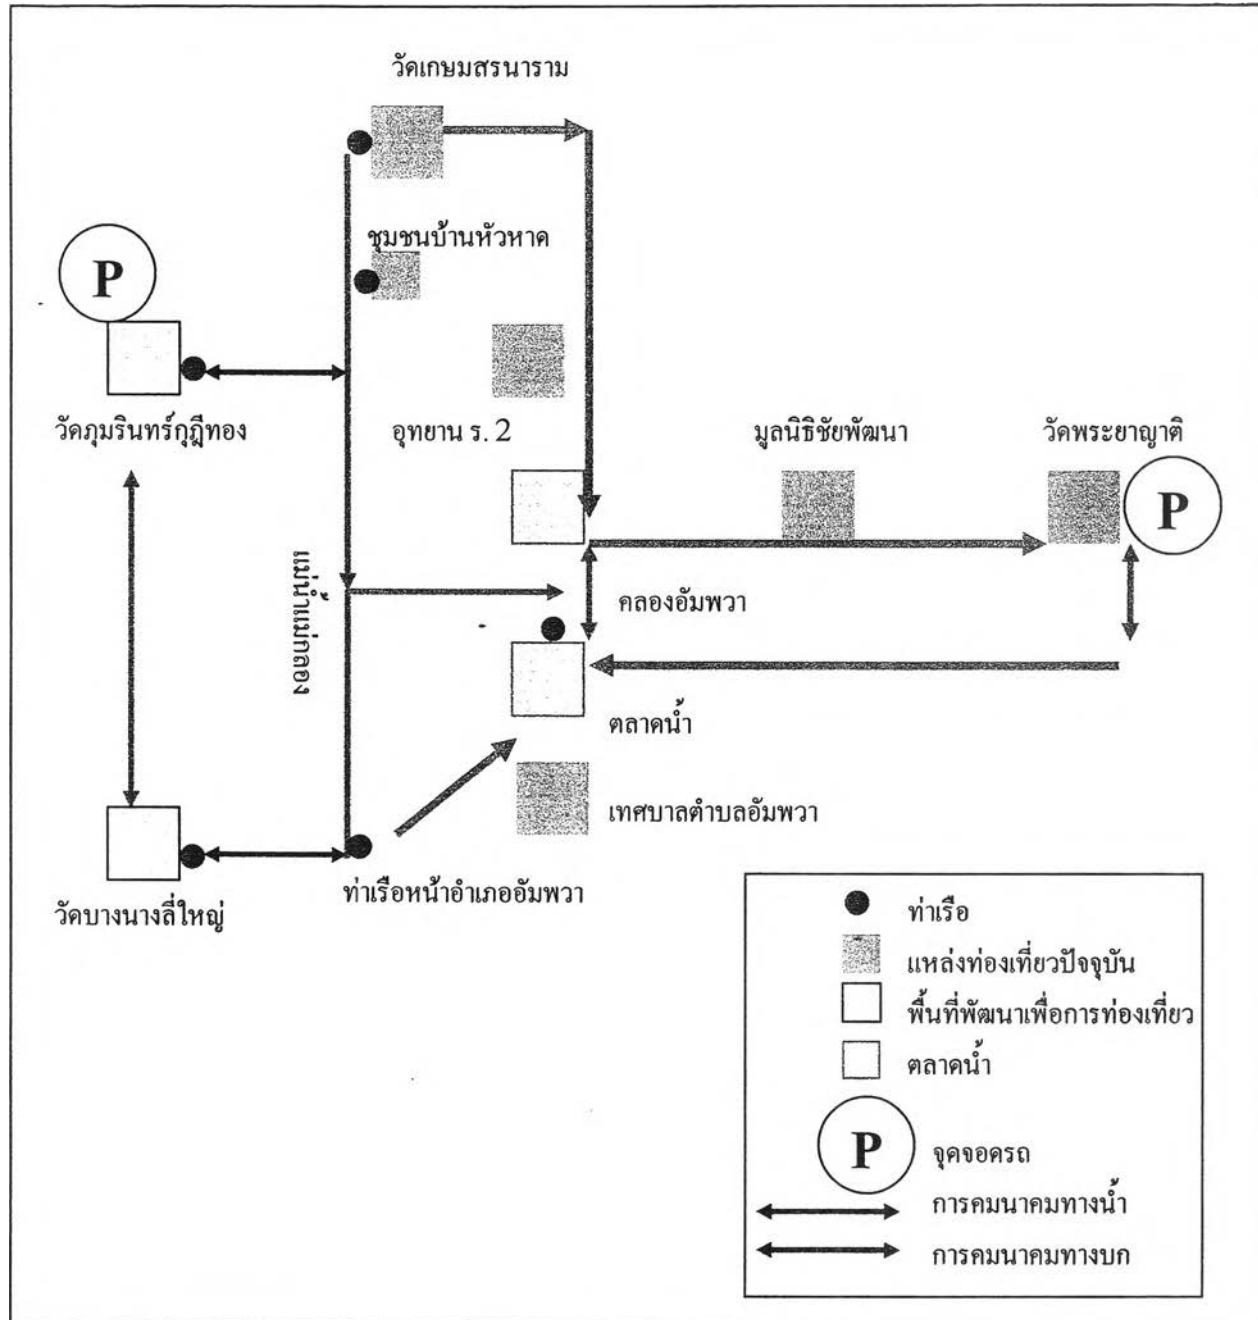 วัดเกษมสรนาราม
ชุมชนบ้านหัวหาด
P
วัดภุมรินทร์กุฎีทอง
อุทยาน ร. 2
มูลนิธิชัยพัฒนา
วัดพระยาญาติ
P
แม่น้ำแม่กลอง
คลองอัมพวา
ตลาดน้ำ
เทศบาลตำบลอัมพวา
ท่าเรือหน้าอำเภออัมพวา
วัดบางนางลี่ใหญ่
ท่าเรือ
แหล่งท่องเที่ยวปัจจุบัน
พื้นที่พัฒนาเพื่อการท่องเที่ยว
ตลาดน้ำ
P
จุดจอดรถ
การคมนาคมทางน้ำ
การคมนาคมทางบก